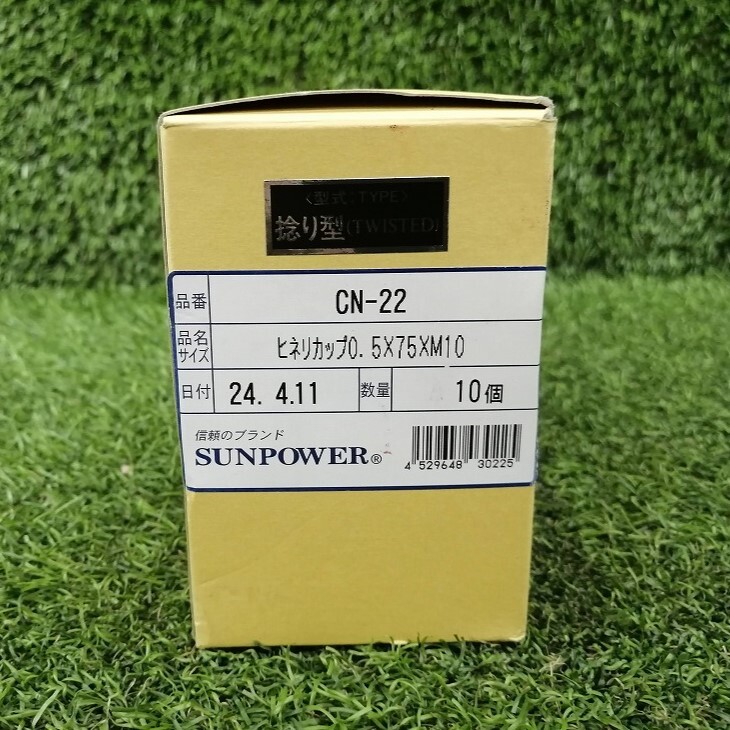 〈型式:TYPE〉
捻り型(TWISTED)
品番 CN-22
品名
サイズ ヒネリカップ0.5X75XM10
日付 24. 4.11 数量 10個
信頼のブランド
SUNPOWER®
4 529648 30225